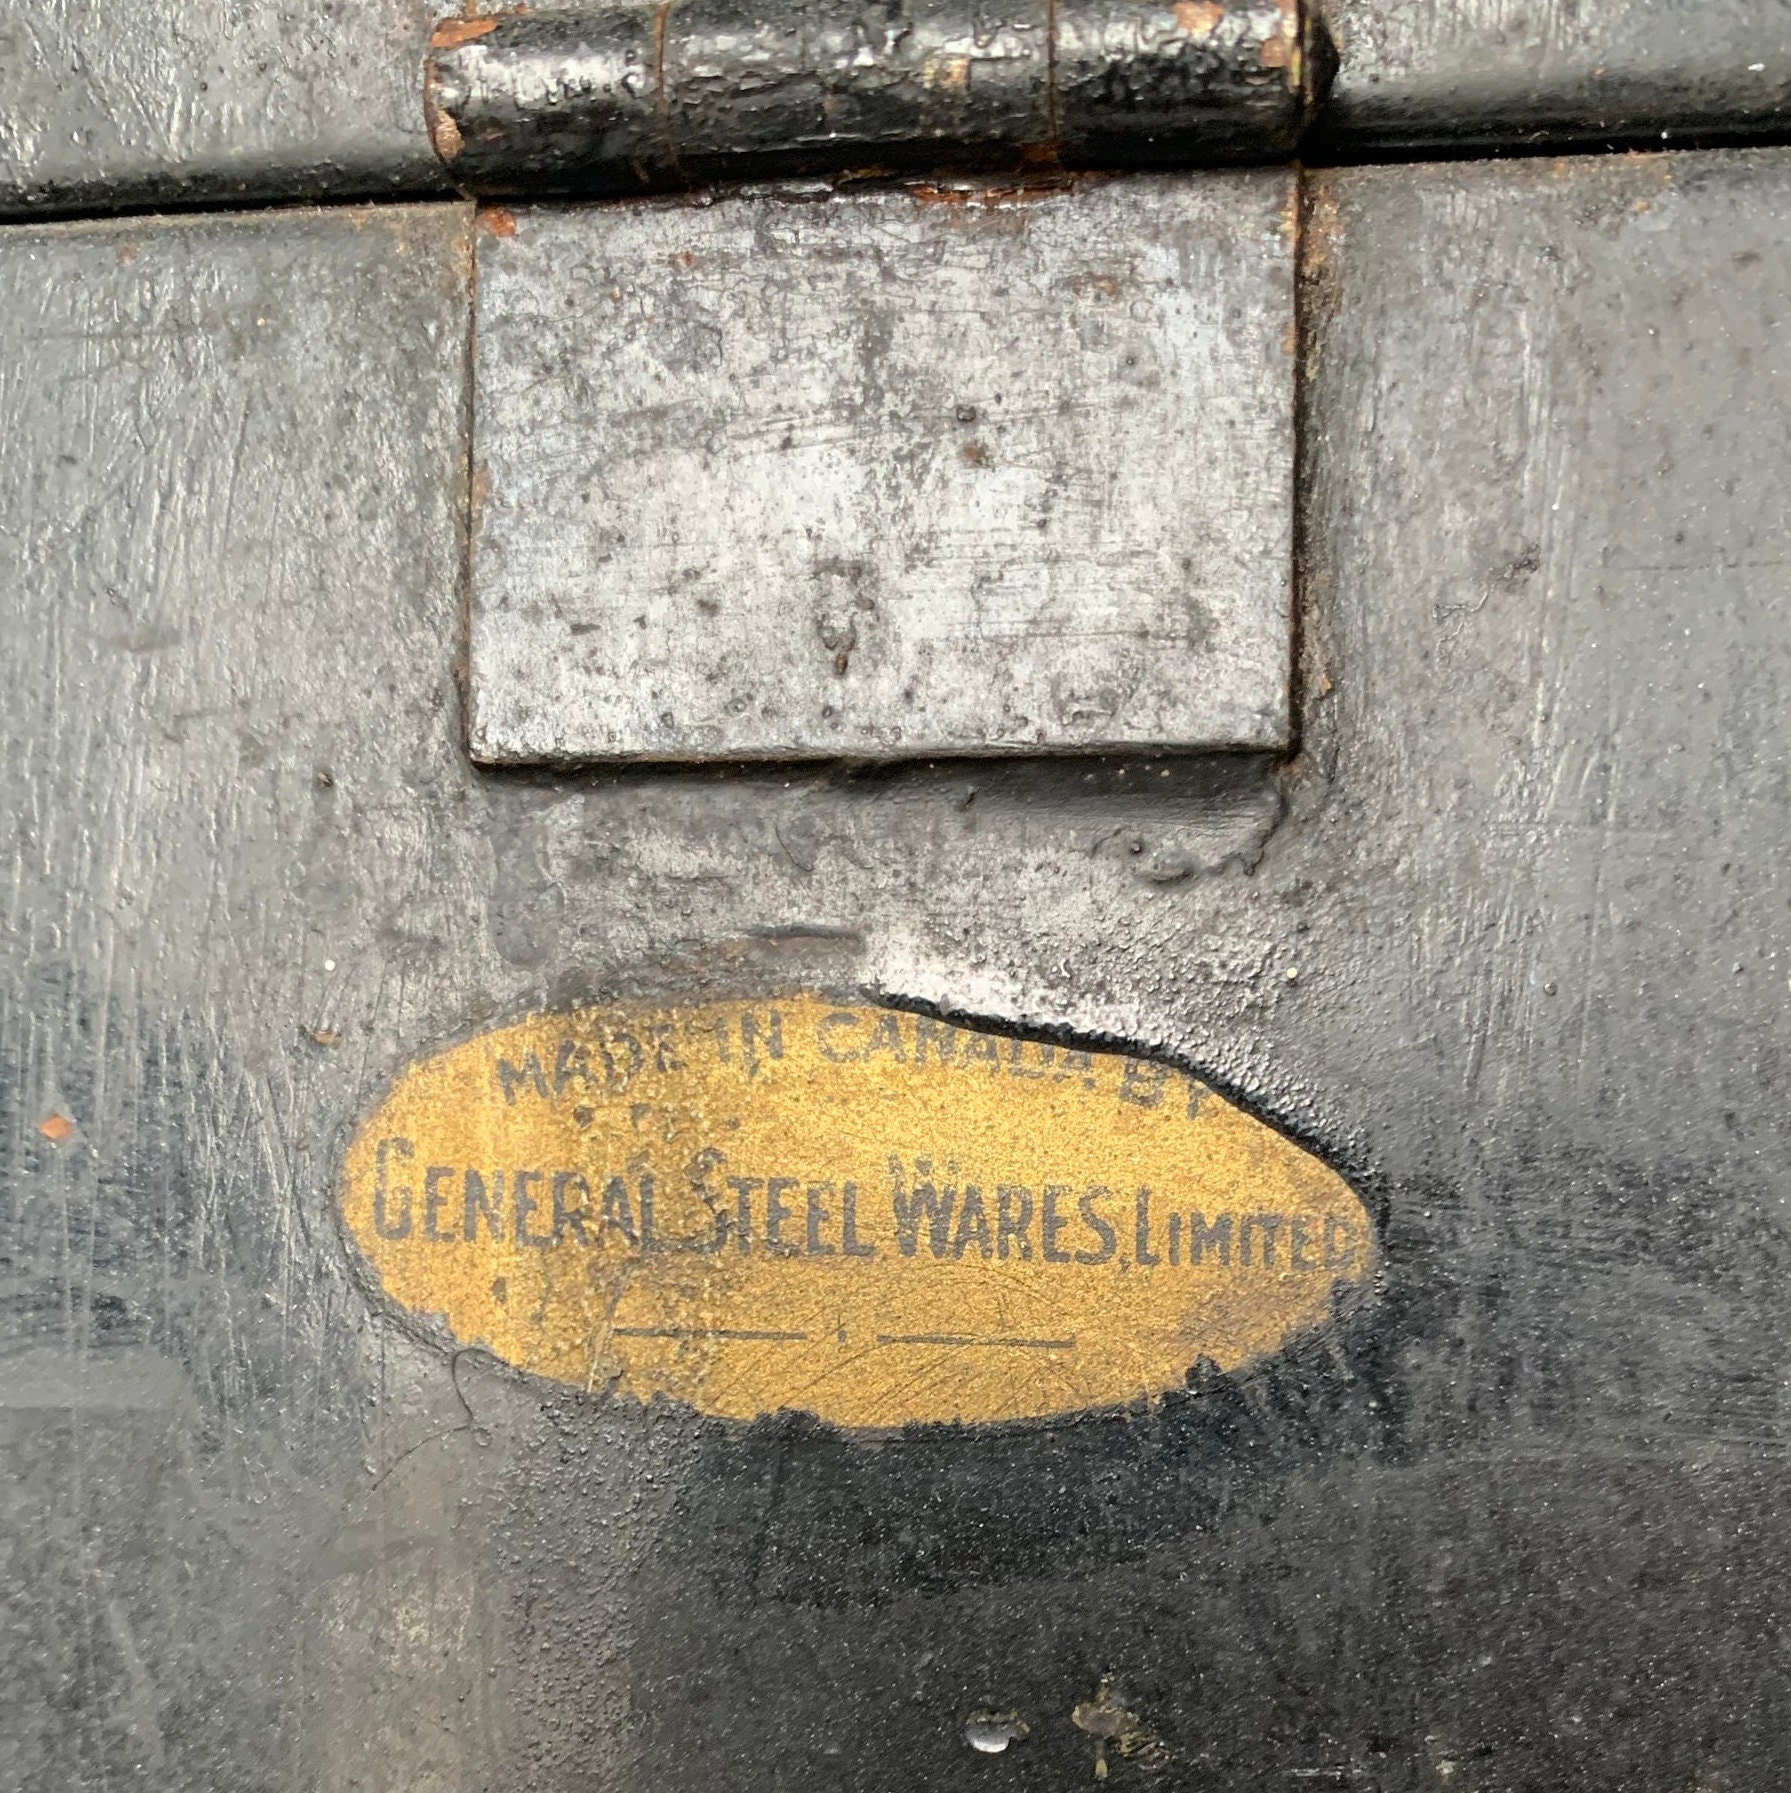 MADE IN CANADA BY
GENERAL STEEL WARES, LIMITED